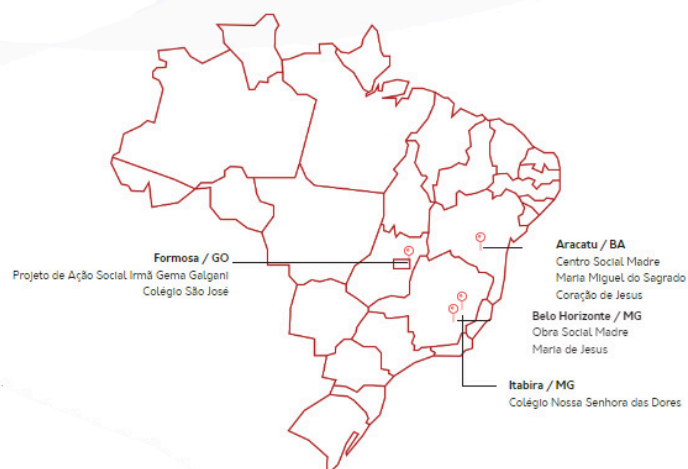 Formosa / GO
Projeto de Ação Social Irmã Gema Galgani
Colégio São José
Aracatu / BA
Centro Social Madre
Maria Miguel do Sagrado
Coração de Jesus
Belo Horizonte / MG
Obra Social Madre
Maria de Jesus
Itabira / MG
Colégio Nossa Senhora das Dores